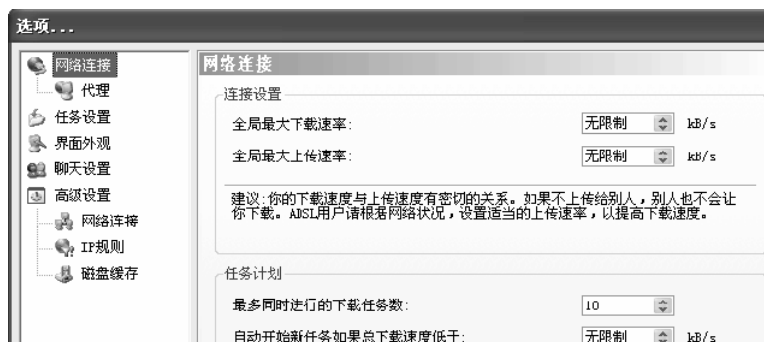 选项...
网络连接
代理
任务设置
界面外观
聊天设置
高级设置
网络连接
IP规则
磁盘缓存
网络连接
连接设置
全局最大下载速率: 无限制 kB/s
全局最大上传速率: 无限制 kB/s
建议:你的下载速度与上传速度有密切的关系。如果不上传给别人，别人也不会让
你下载。ADSL用户请根据网络状况，设置适当的上传速率，以提高下载速度。
任务计划
最多同时进行的下载任务数: 10
自动开始新任务如果总下载速度低于: 无限制 kB/s